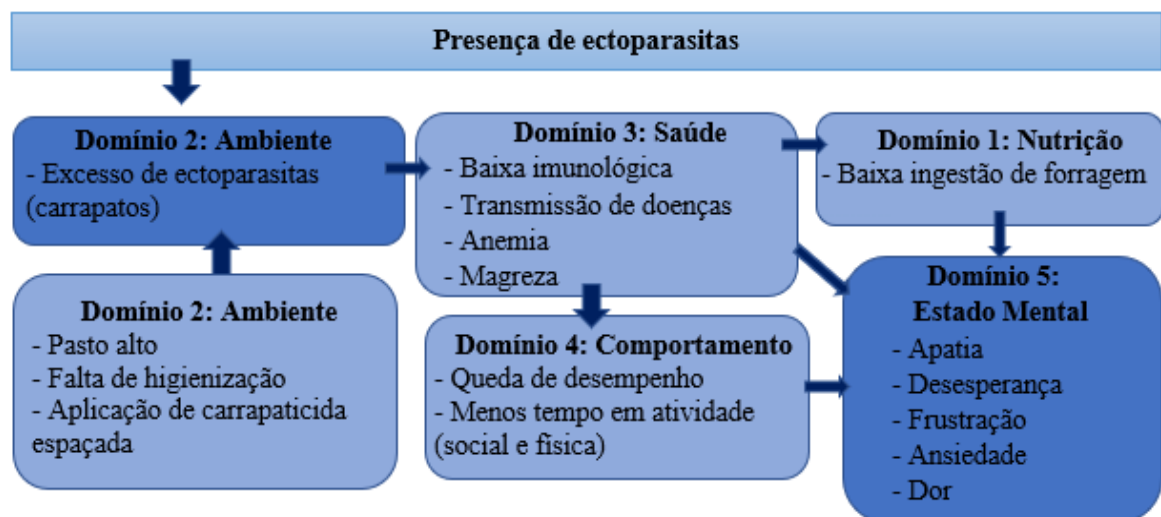 Presença de ectoparasitas
Domínio 2: Ambiente
- Excesso de ectoparasitas
(carrapatos)
Domínio 3: Saúde
- Baixa imunológica
- Transmissão de doenças
- Anemia
- Magreza
Domínio 1: Nutrição
- Baixa ingestão de forragem
Domínio 2: Ambiente
- Pasto alto
- Falta de higienização
- Aplicação de carrapaticida
espaçada
Domínio 4: Comportamento
- Queda de desempenho
- Menos tempo em atividade
(social e física)
Domínio 5:
Estado Mental
- Apatia
- Desesperança
- Frustração
- Ansiedade
- Dor